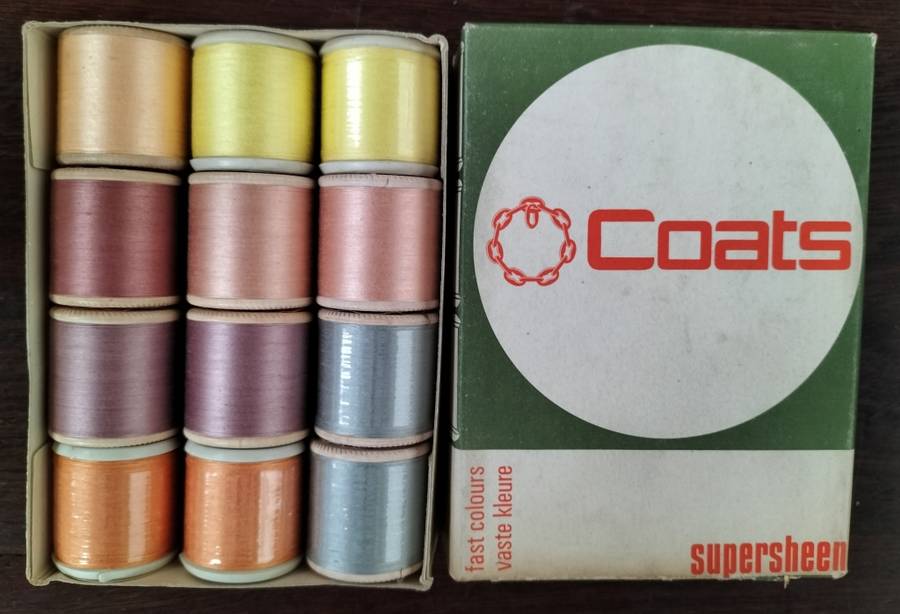 Coats
fast colours
vaste kleure
supersheen